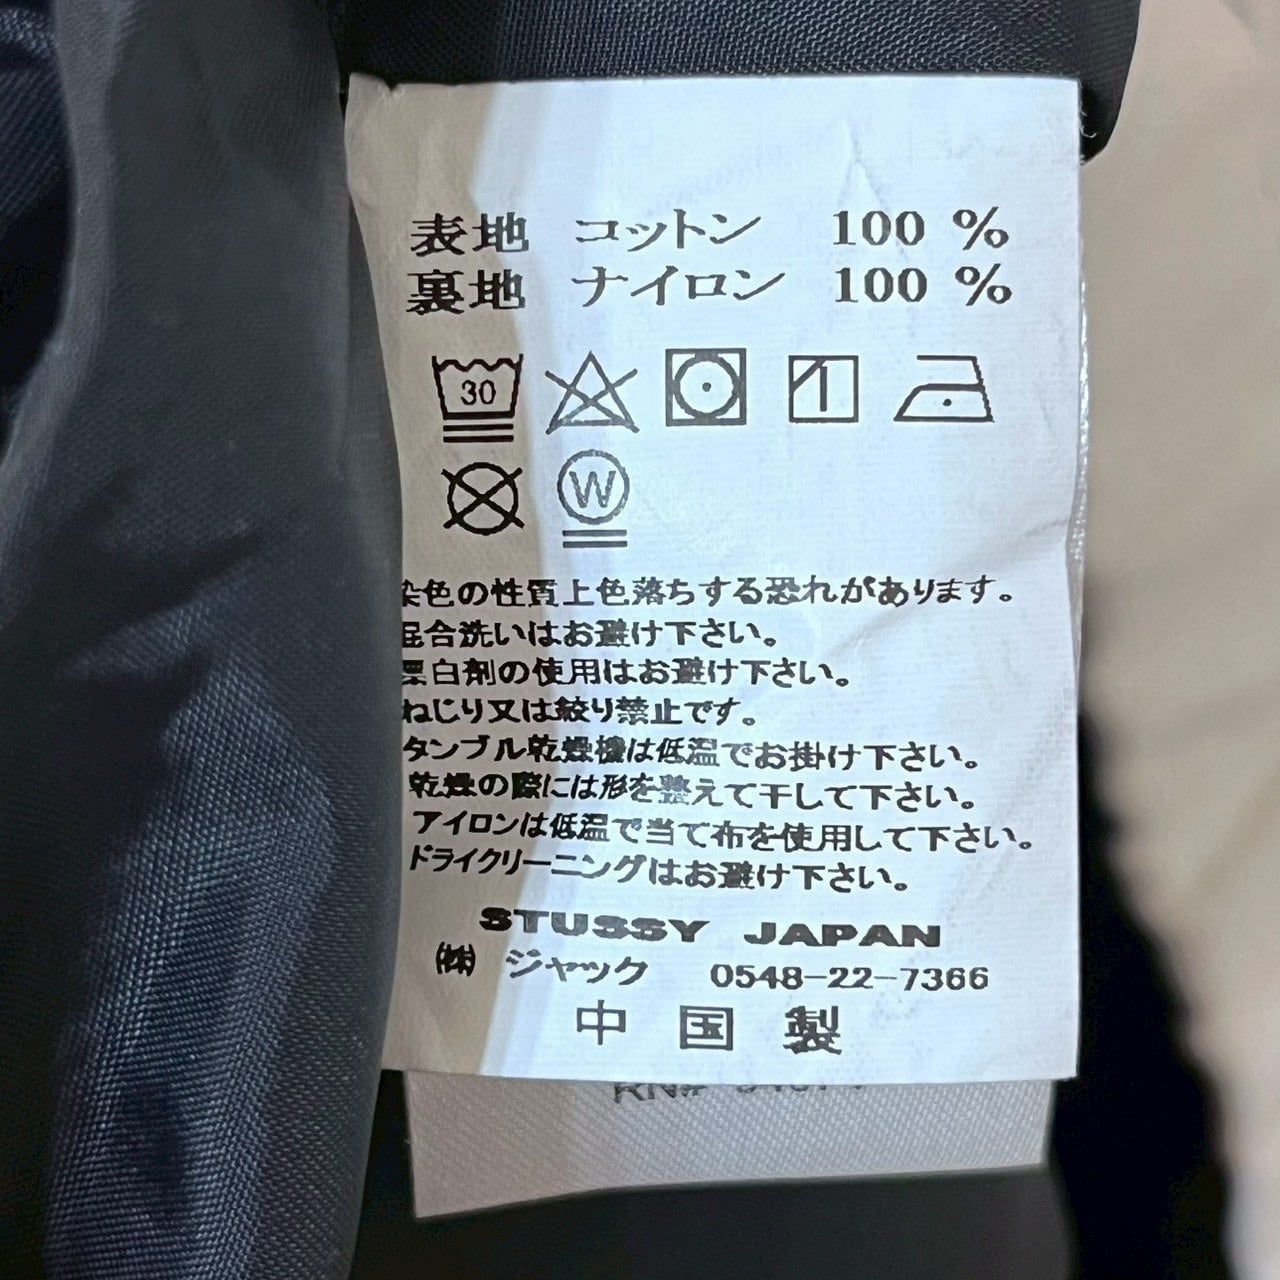 表地 コットン 100 %
裏地 ナイロン 100 %
30
W
染色の性質上色落ちする恐れがあります。
混合洗いはお避け下さい。
漂白剤の使用はお避け下さい。
ねじり又は絞り禁止です。
タンブル乾燥機は低温でお掛け下さい。
乾燥の際には形を整えて干して下さい。
アイロンは低温で当て布を使用して下さい。
ドライクリーニングはお避け下さい。
STUSSY JAPAN
㈱ ジャック 0548-22-7366
中国製
RN#